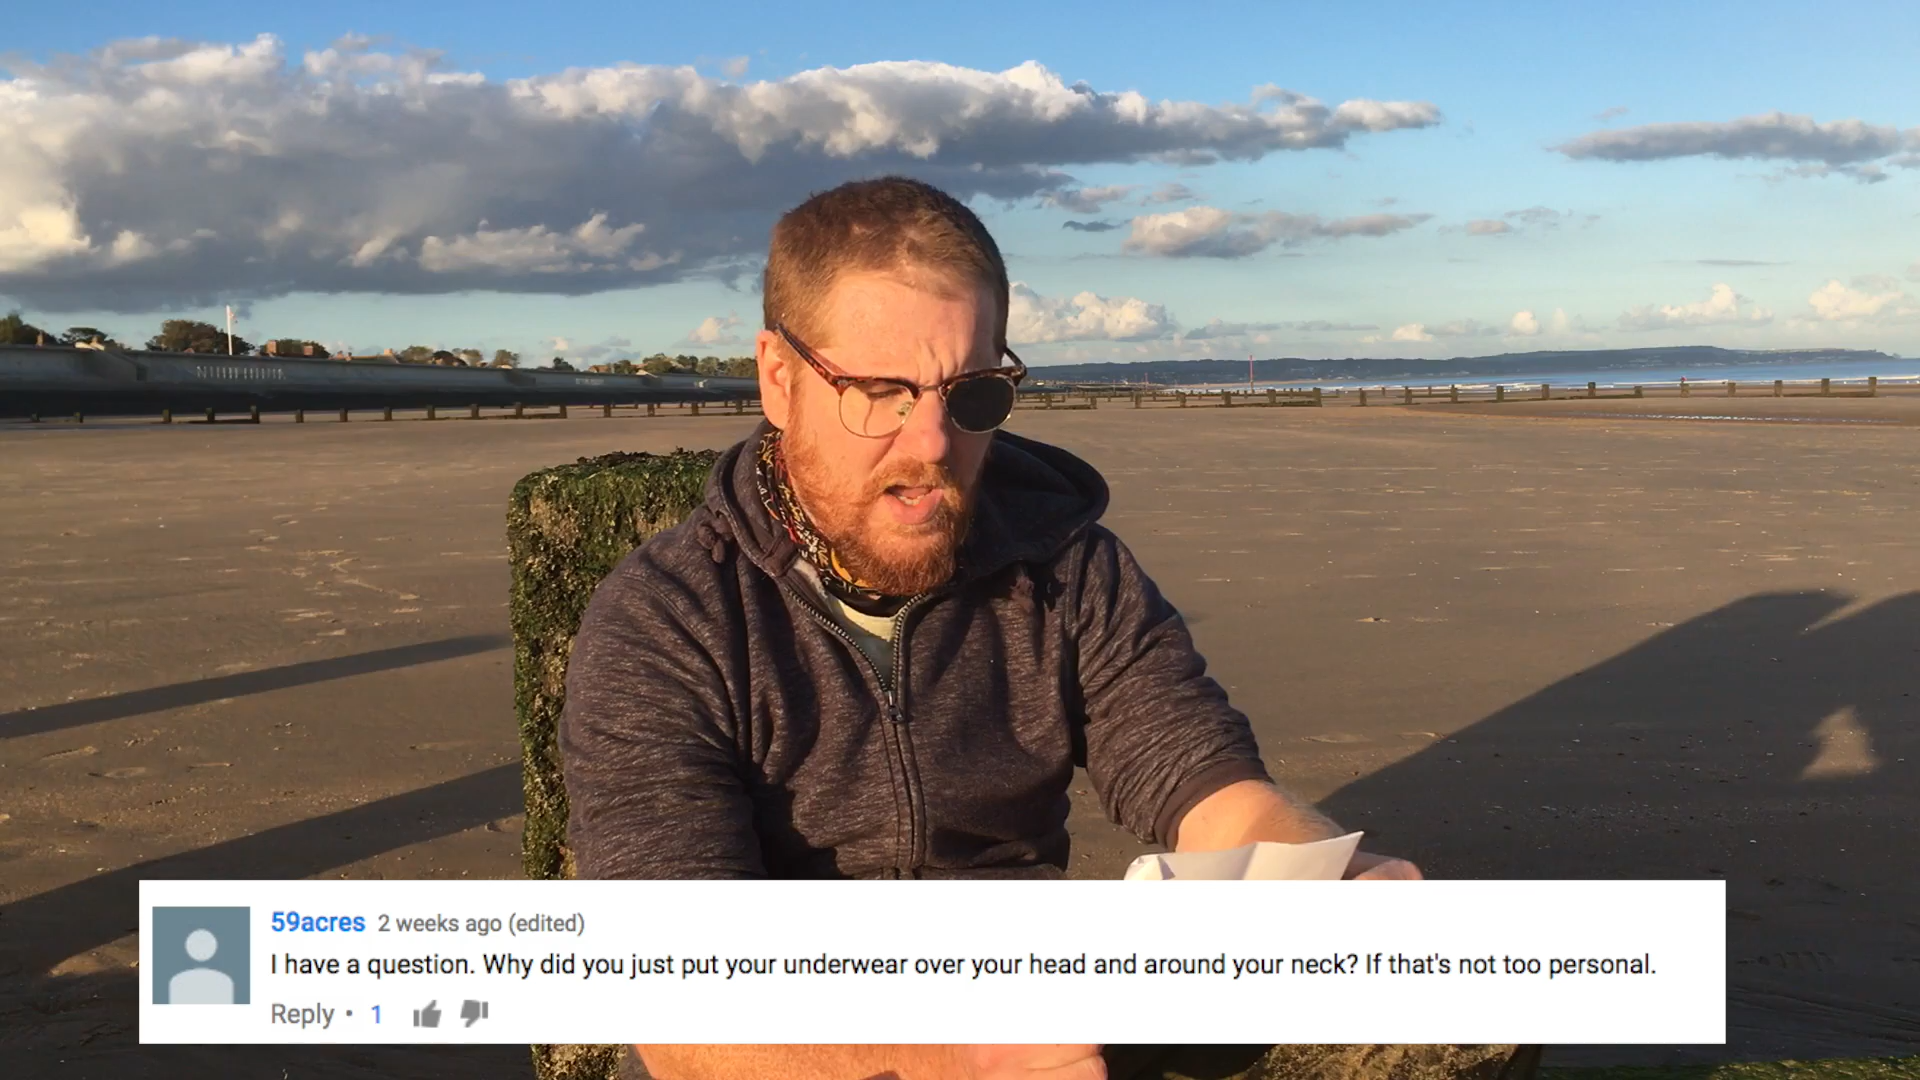 59acres 2 weeks ago (edited)
I have a question. Why did you just put your underwear over your head and around your neck? If that's not too personal.
Reply • 1